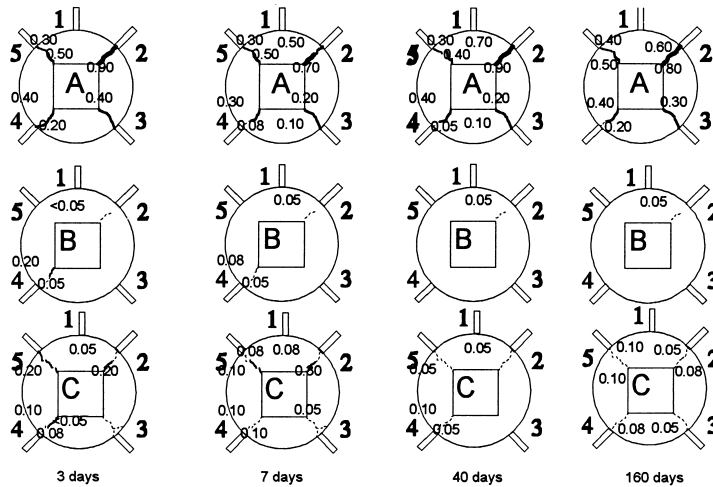 1 1 1 1
0.30 0.30 0.50 0.30 0.70 0.40 0.60
5 0.50 2 5 0.50 2 5 0.40 2 5 0.50 2
0.90 0.70 0.90 0.80
A A A A
0.40 0.40 0.30 0.20 0.40 0.20 0.40 0.30
4 0.20 3 4 0.08 0.10 3 4 0.05 0.10 3 4 0.20 3
1 1 1 1
5 <0.05 2 5 0.05 2 5 0.05 2 5 0.05 2
B B B B
0.20 0.08
4 0.05 3 4 0.05 3 4 3 4 3
1 1 1 1
5 0.05 2 5 0.08 0.08 2 5 0.05 2 5 0.10 0.05 2
0.20 0.20 0.10 0.30 0.05 0.10 0.08
C C C C
0.10 <0.05 0.10 0.05 0.10
4 0.08 3 4 0.10 3 4 0.05 3 4 0.08 0.05 3
3 days 7 days 40 days 160 days